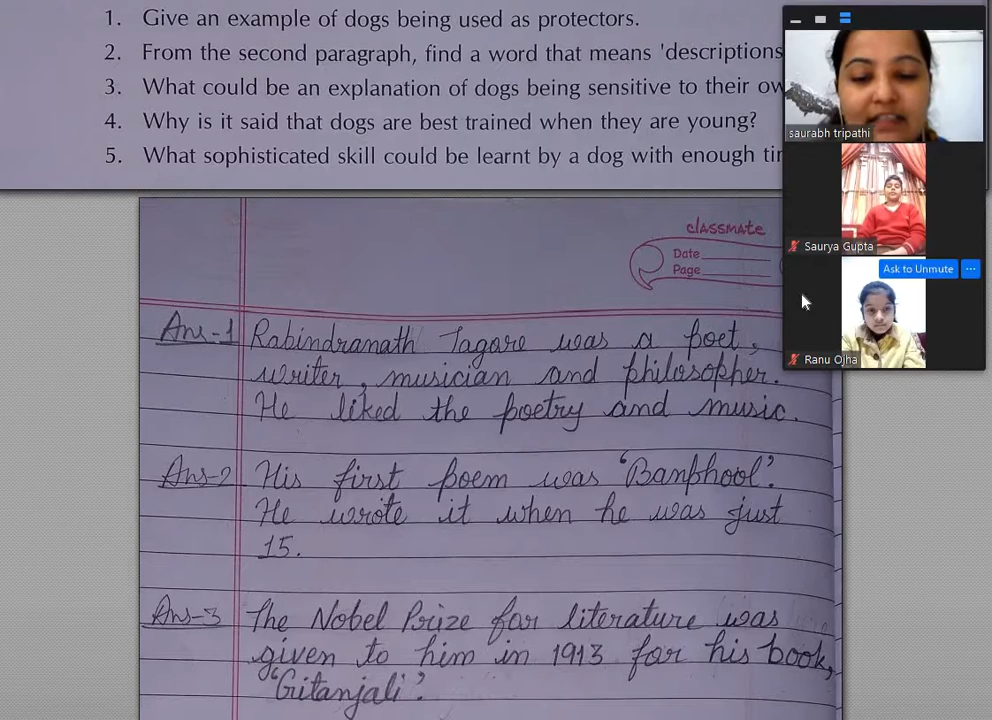 1. Give an example of dogs being used as protectors.
2. From the second paragraph, find a word that means 'descriptions
3. What could be an explanation of dogs being sensitive to their ow
4. Why is it said that dogs are best trained when they are young?
5. What sophisticated skill could be learnt by a dog with enough tir
saurabh tripathi
Saurya Gupta
Ask to Unmute ...
Ranu Ojha
classmate
Date
Page
Ans-1 Rabindranath Tagore was a poet,
writer, musician and philosopher.
He liked the poetry and music.
Ans-2 His first poem was 'Banphool'.
He wrote it when he was just
15.
Ans-3 The Nobel Prize for literature was
given to him in 1913 for his book,
'Gitanjali'.